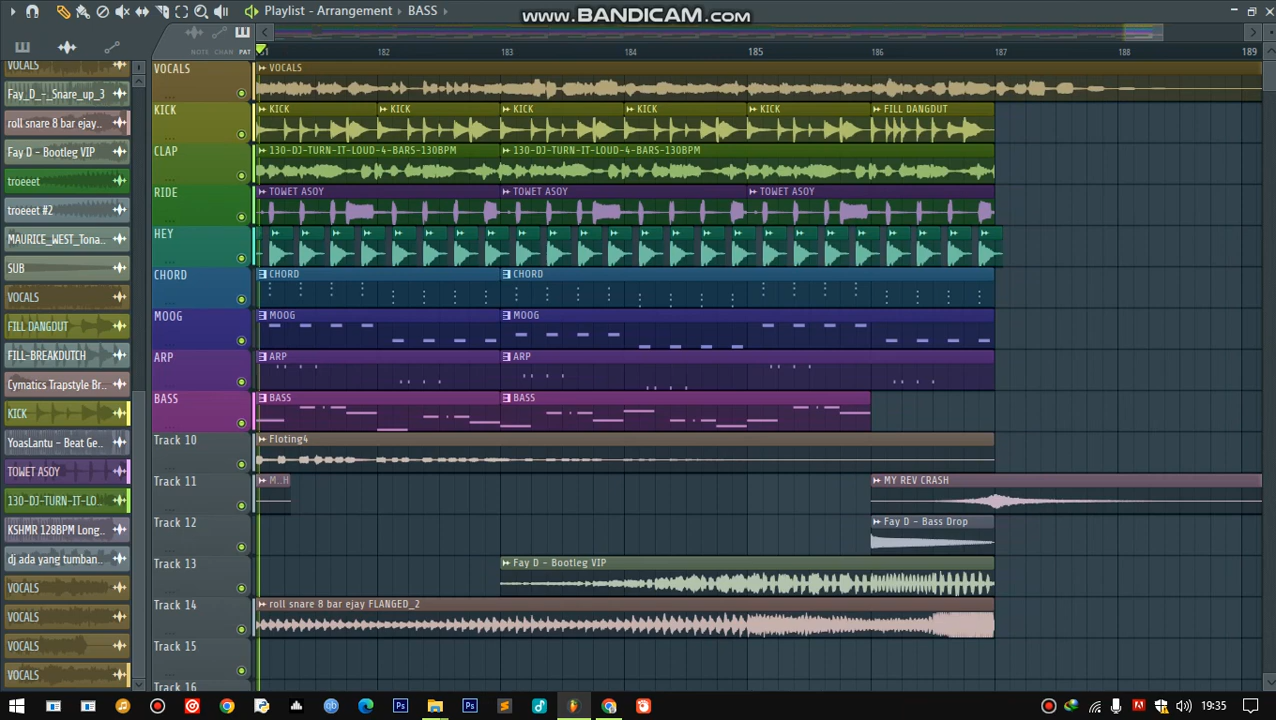 Playlist - Arrangement › BASS ›
www.BANDICAM.com
NOTE CHAN PAT
182 183 184 185 186 187 188 189
VOCALS
Fay_D_-_Snare_up_3
roll snare 8 bar ejay..
Fay D - Bootleg VIP
troeeet
troeeet #2
MAURICE_WEST_Tona..
SUB
VOCALS
FILL DANGDUT
FILL-BREAKDUTCH
Cymatics Trapstyle Br..
KICK
YoasLantu - Beat Ge..
TOWET ASOY
130-DJ-TURN-IT-LO..
KSHMR 128BPM Long..
dj ada yang tumban..
VOCALS
VOCALS
VOCALS
VOCALS
VOCALS VOCALS
KICK KICK KICK KICK KICK KICK FILL DANGDUT
CLAP 130-DJ-TURN-IT-LOUD-4-BARS-130BPM 130-DJ-TURN-IT-LOUD-4-BARS-130BPM
RIDE TOWET ASOY TOWET ASOY TOWET ASOY
HEY
CHORD CHORD CHORD
MOOG MOOG MOOG
ARP ARP ARP
BASS BASS BASS
Track 10 Floting4
Track 11 M..H MY REV CRASH
Track 12 Fay D - Bass Drop
Track 13 Fay D - Bootleg VIP
Track 14 roll snare 8 bar ejay FLANGED_2
Track 15
Track 16
19:35